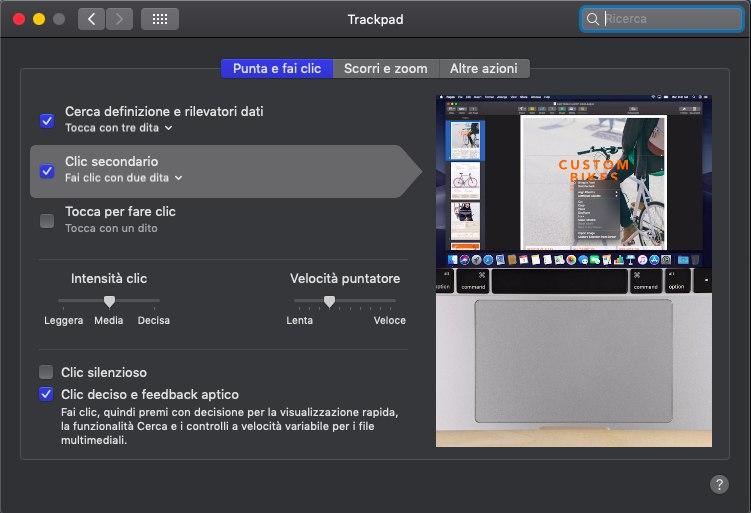 Trackpad
Ricerca
Punta e fai clic
Scorri e zoom
Altre azioni
Cerca definizione e rilevatori dati
Tocca con tre dita
Clic secondario
Fai clic con due dita
Tocca per fare clic
Tocca con un dito
Intensità clic
Leggera Media Decisa
Velocità puntatore
Lenta Veloce
Clic silenzioso
Clic deciso e feedback aptico
Fai clic, quindi premi con decisione per la visualizzazione rapida,
la funzionalità Cerca e i controlli a velocità variabile per i file
multimediali.
CUSTOM
BIKES
option
⌘
command
⌘
command
option
?